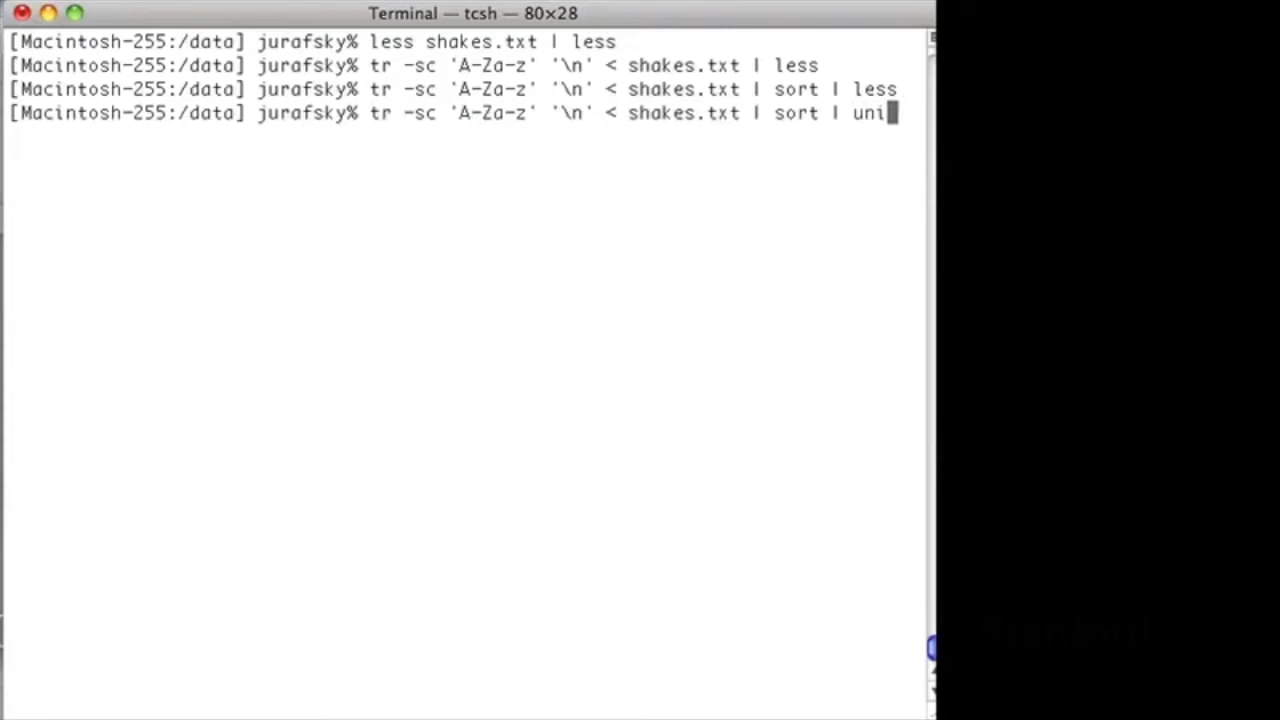 Terminal — tcsh — 80×28
[Macintosh-255:/data] jurafsky% less shakes.txt | less
[Macintosh-255:/data] jurafsky% tr -sc 'A-Za-z' '\n' < shakes.txt | less
[Macintosh-255:/data] jurafsky% tr -sc 'A-Za-z' '\n' < shakes.txt | sort | less
[Macintosh-255:/data] jurafsky% tr -sc 'A-Za-z' '\n' < shakes.txt | sort | uni